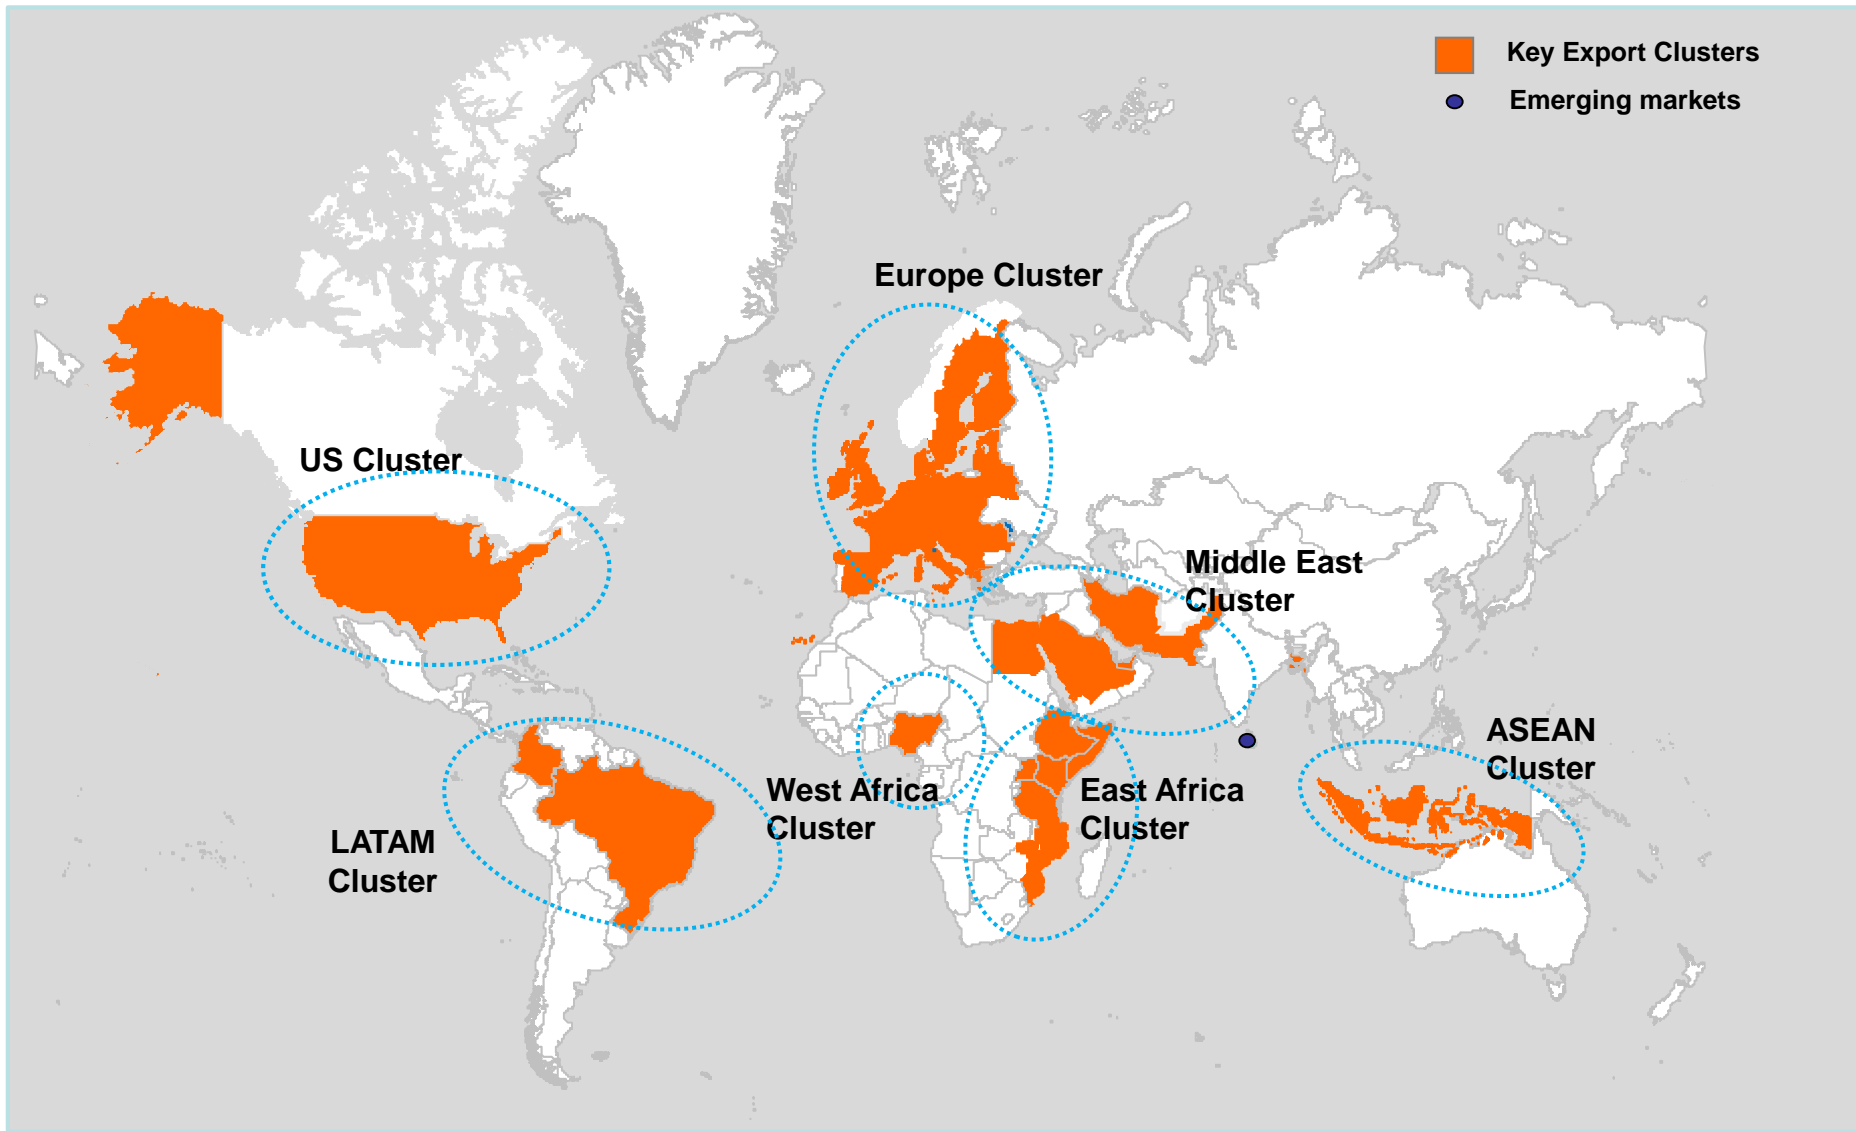 Key Export Clusters
Emerging markets
Europe Cluster
US Cluster
Middle East
Cluster
ASEAN
Cluster
West Africa
Cluster
East Africa
Cluster
LATAM
Cluster